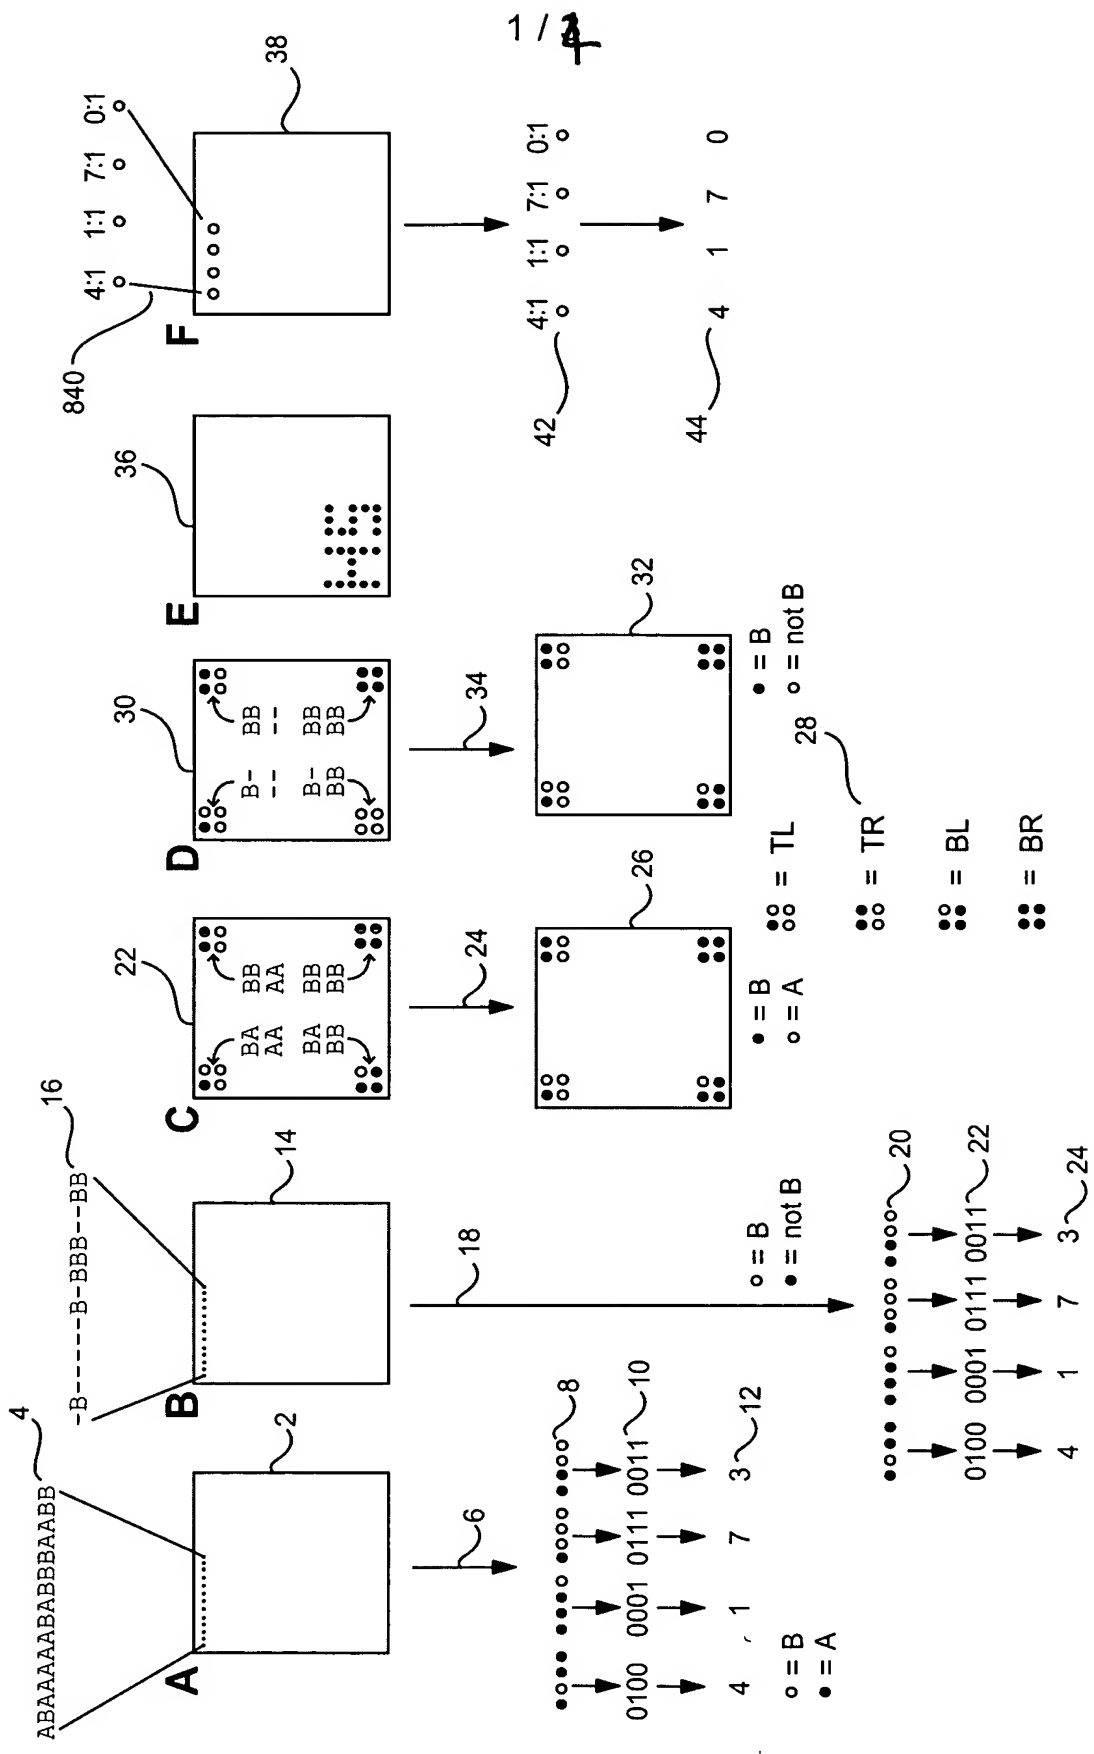 1 / 4
A
4
ABAAAAABABBBAABB
2
6
8
0100 0001 0111 0011 10
4 1 7 3 12
○ = B
● = A
B
16
-B-----B-BBB--BB
14
18
○ = B
● = not B
20
0100 0001 0111 0011 22
4 1 7 3 24
C
22
BA BB
AA AA
BA BB
BB BB
24
26
● = B
○ = A
= TL
= TR
28
= BL
= BR
D
30
B- BB
-- --
B- BB
BB BB
34
32
● = B
○ = not B
E
36
HS
F
840
4:1 1:1 7:1 0:1
38
42
4:1 1:1 7:1 0:1
44
4 1 7 0